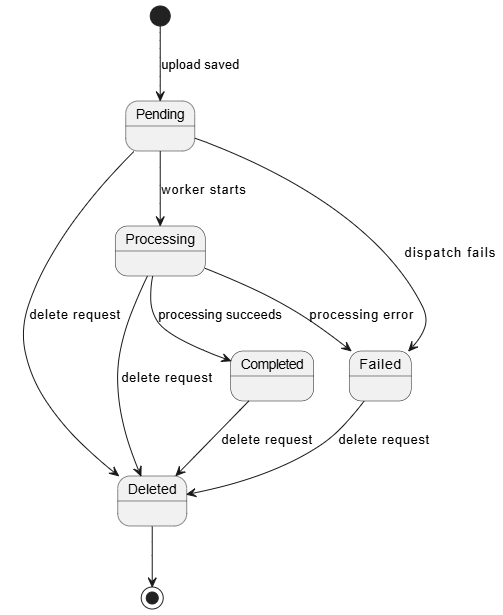 upload saved
Pending
worker starts
dispatch fails
Processing
delete request
processing succeeds
processing error
Completed
Failed
delete request
delete request
delete request
Deleted